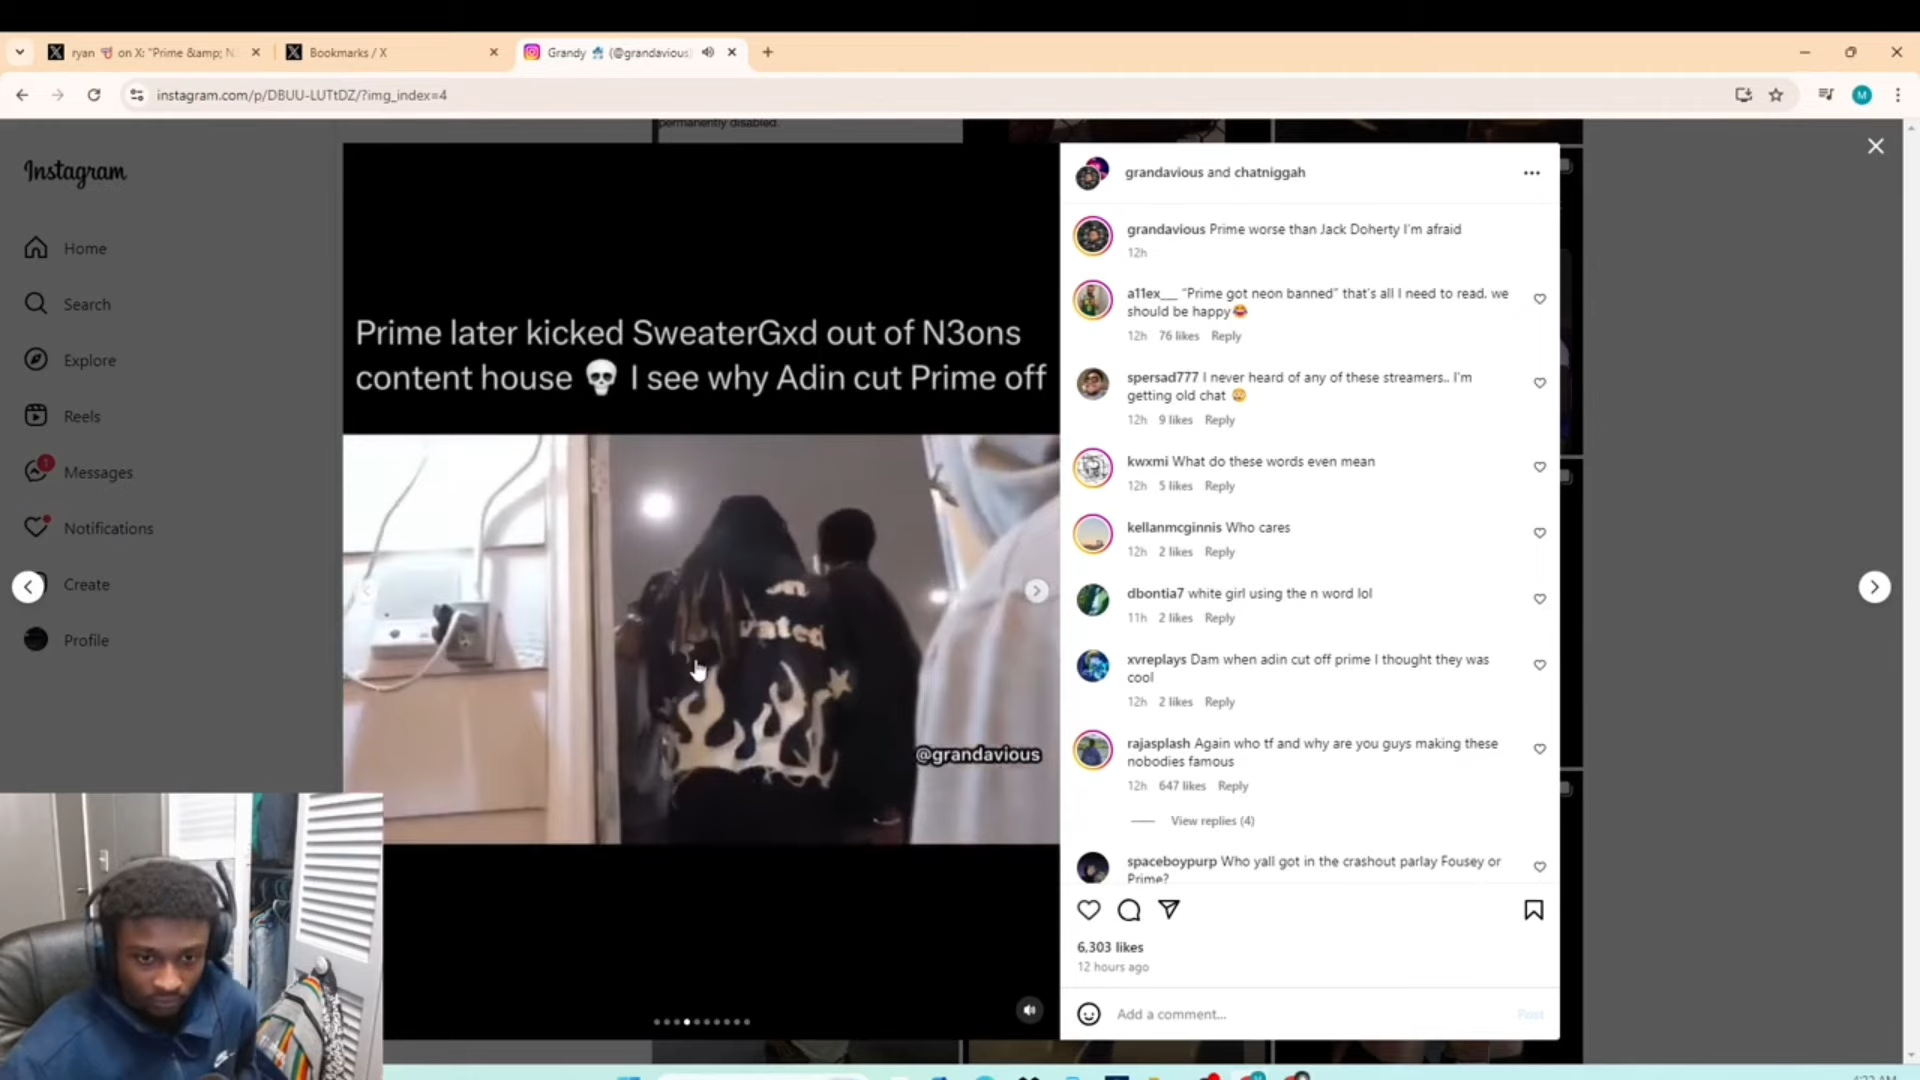 ryan on X: "Prime &amp; N
Bookmarks / X
Grandy (@grandavious)
instagram.com/p/DBUU-LUTtDZ/?img_index=4
M
permanently disabled.
Instagram
Home
Search
Explore
Reels
1
Messages
Notifications
Create
Profile
Prime later kicked SweaterGxd out of N3ons
content house 💀 I see why Adin cut Prime off
vated
@grandavious
grandavious and chatniggah
grandavious Prime worse than Jack Doherty I'm afraid
12h
a11ex___ "Prime got neon banned" that's all I need to read, we
should be happy😂
12h 76 likes Reply
spersad777 I never heard of any of these streamers.. I'm
getting old chat 😩
12h 9 likes Reply
kwxmi What do these words even mean
12h 5 likes Reply
kellanmcginnis Who cares
12h 2 likes Reply
dbontia7 white girl using the n word lol
11h 2 likes Reply
xvreplays Dam when adin cut off prime I thought they was
cool
12h 2 likes Reply
rajasplash Again who tf and why are you guys making these
nobodies famous
12h 647 likes Reply
View replies (4)
spaceboypurp Who yall got in the crashout parlay Fousey or
Prime?
6,303 likes
12 hours ago
Add a comment...
Post